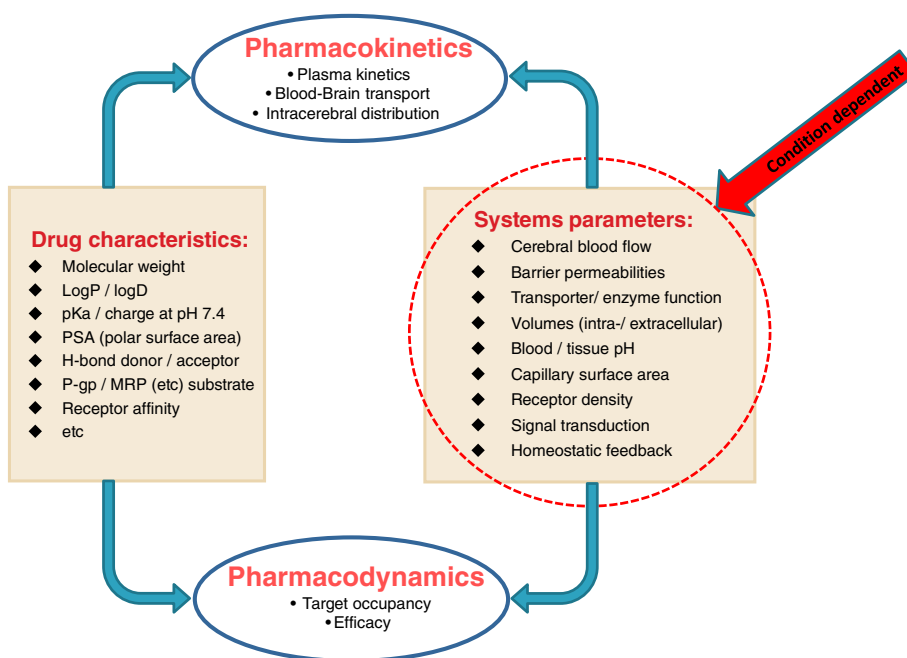 Pharmacokinetics
• Plasma kinetics
• Blood-Brain transport
• Intracerebral distribution
Condition dependent
Drug characteristics:
◆ Molecular weight
◆ LogP / logD
◆ pKa / charge at pH 7.4
◆ PSA (polar surface area)
◆ H-bond donor / acceptor
◆ P-gp / MRP (etc) substrate
◆ Receptor affinity
◆ etc
Systems parameters:
◆ Cerebral blood flow
◆ Barrier permeabilities
◆ Transporter/ enzyme function
◆ Volumes (intra-/ extracellular)
◆ Blood / tissue pH
◆ Capillary surface area
◆ Receptor density
◆ Signal transduction
◆ Homeostatic feedback
Pharmacodynamics
• Target occupancy
•Efficacy